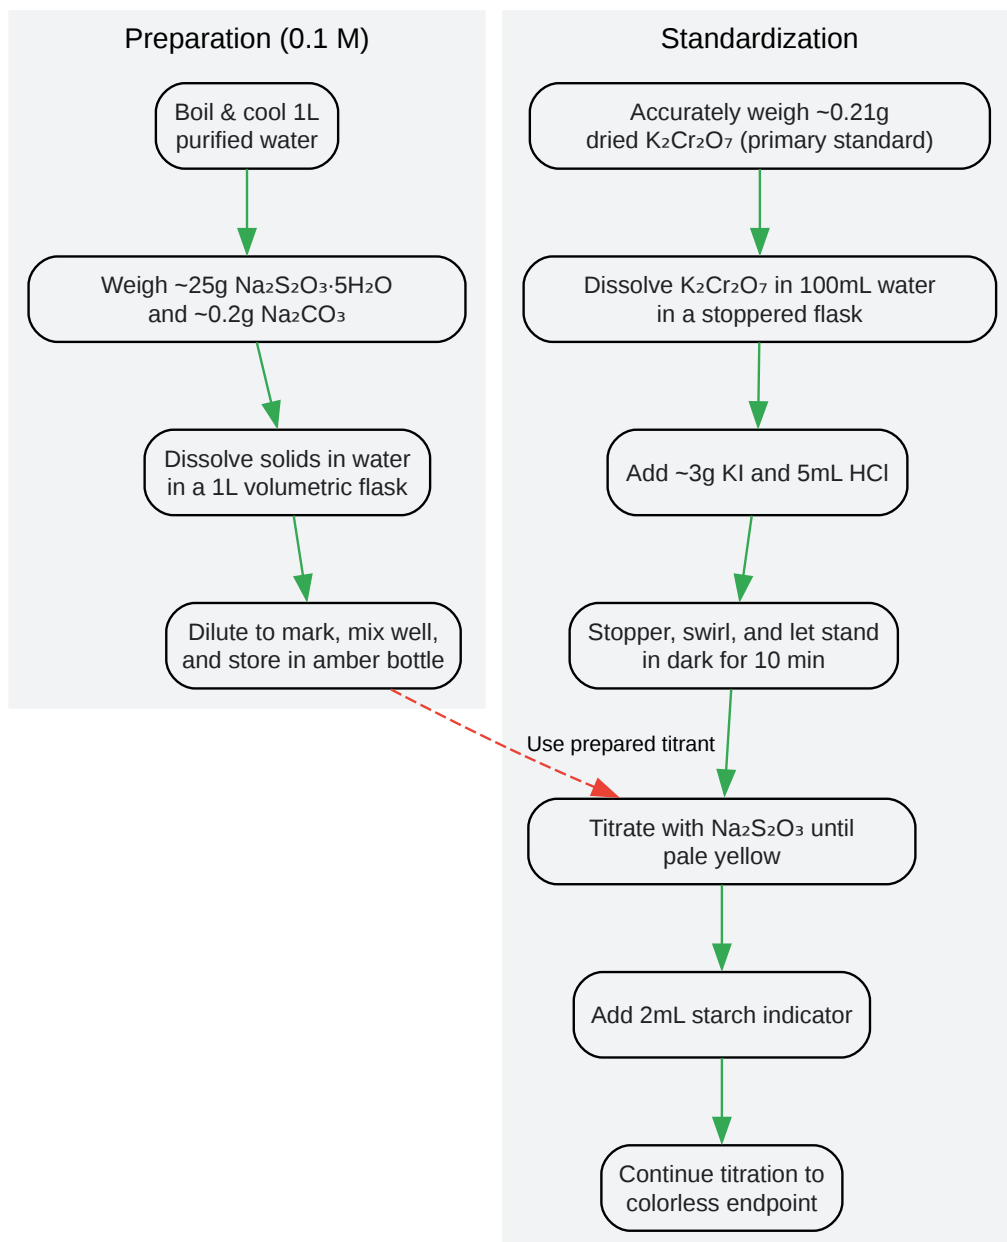 Preparation (0.1 M)
Boil & cool 1L
purified water
Weigh ~25g Na₂S₂O₃·5H₂O
and ~0.2g Na₂CO₃
Dissolve solids in water
in a 1L volumetric flask
Dilute to mark, mix well,
and store in amber bottle
Use prepared titrant
Standardization
Accurately weigh ~0.21g
dried K₂Cr₂O₇ (primary standard)
Dissolve K₂Cr₂O₇ in 100mL water
in a stoppered flask
Add ~3g KI and 5mL HCl
Stopper, swirl, and let stand
in dark for 10 min
Titrate with Na₂S₂O₃ until
pale yellow
Add 2mL starch indicator
Continue titration to
colorless endpoint